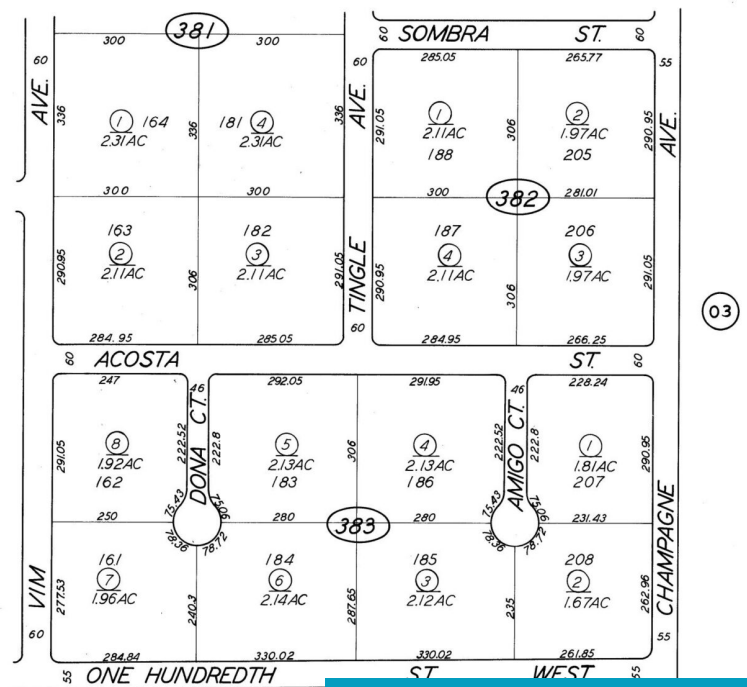 381
60 SOMBRA ST. 60
300 300
285.05 265.77
60 AVE. 60 AVE. 55 AVE.
336 1 164 336 181 4 336
2.31AC 2.31AC
291.05 1 306 2 290.95
2.11AC 1.97AC
188 205
300 300
300 382 281.01
163 182
290.95 2 306 3 291.05
2.11AC 2.11AC
187 206
290.95 4 306 3 291.05
2.11AC 1.97AC
TINGLE
60
03
284.95 285.05
284.95 266.25
60 ACOSTA ST. 60
247 46 292.05 291.95 46 228.24
291.05 8 222.52 DONA CT. 222.8 5 306 4 222.52 AMIGO CT. 222.8 1 290.95
1.92AC 2.13AC 2.13AC 1.81AC
162 183 186 207
75.43 75.06 75.43 75.06
250 280 383 280 231.43
78.36 78.72 78.36 78.72
CHAMPAGNE
161 184 185 208
277.53 7 240.3 6 287.65 3 235 2 262.96
1.96AC 2.14AC 2.12AC 1.67AC
VIM
60 55
284.84 330.02 330.02 261.85
55 ONE HUNDREDTH ST. WEST 55